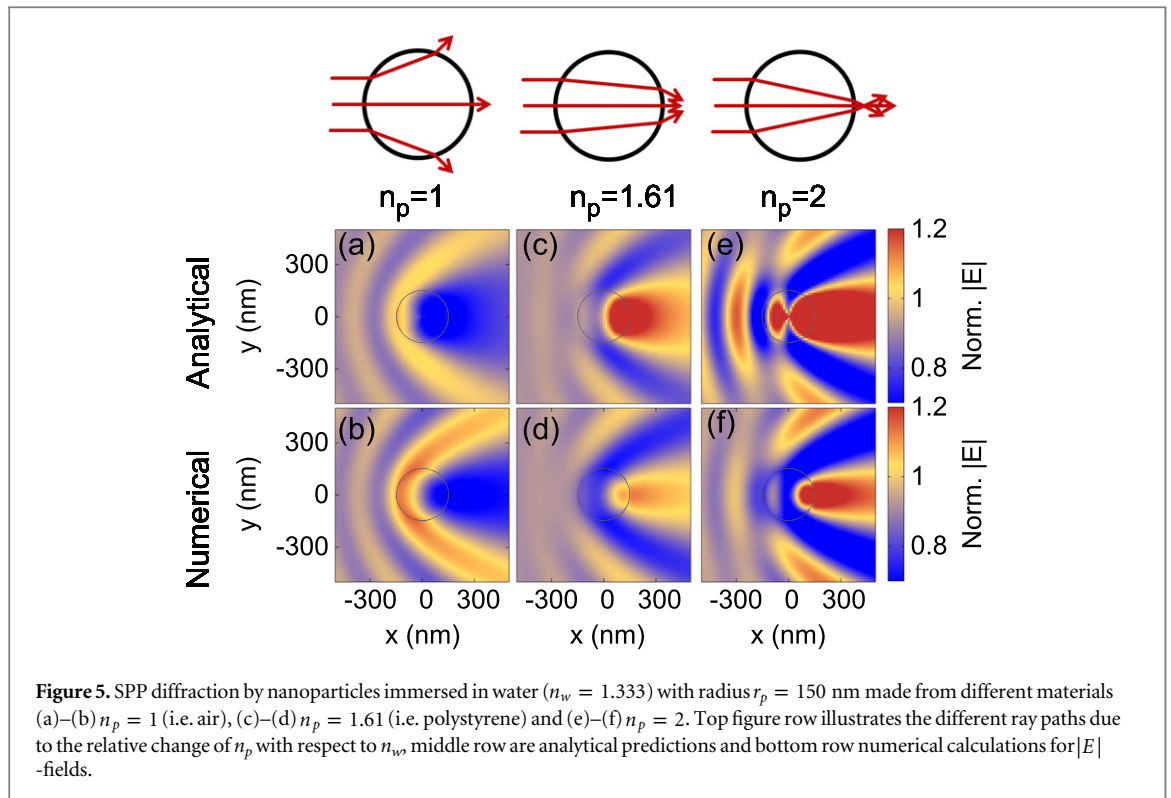 n_p=1 n_p=1.61 n_p=2
Analytical
Numerical
(a) (c) (e)
y (nm)
300
0
-300
1.2
1
0.8
Norm. |E|
(b) (d) (f)
y (nm)
300
0
-300
1.2
1
0.8
Norm. |E|
-300 0 300 -300 0 300 -300 0 300
x (nm) x (nm) x (nm)
Figure 5. SPP diffraction by nanoparticles immersed in water (n_w = 1.333) with radius r_p = 150 nm made from different materials
(a)–(b) n_p = 1 (i.e. air), (c)–(d) n_p = 1.61 (i.e. polystyrene) and (e)–(f) n_p = 2. Top figure row illustrates the different ray paths due
to the relative change of n_p with respect to n_w, middle row are analytical predictions and bottom row numerical calculations for |E|
-fields.